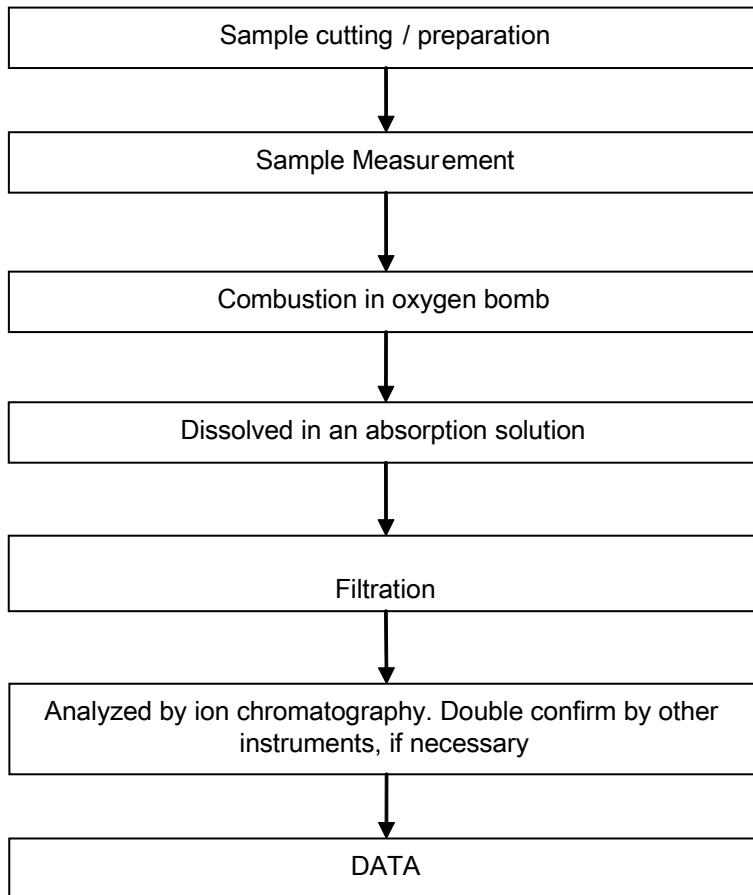 Sample cutting / preparation
Sample Measurement
Combustion in oxygen bomb
Dissolved in an absorption solution
Filtration
Analyzed by ion chromatography. Double confirm by other
instruments, if necessary
DATA